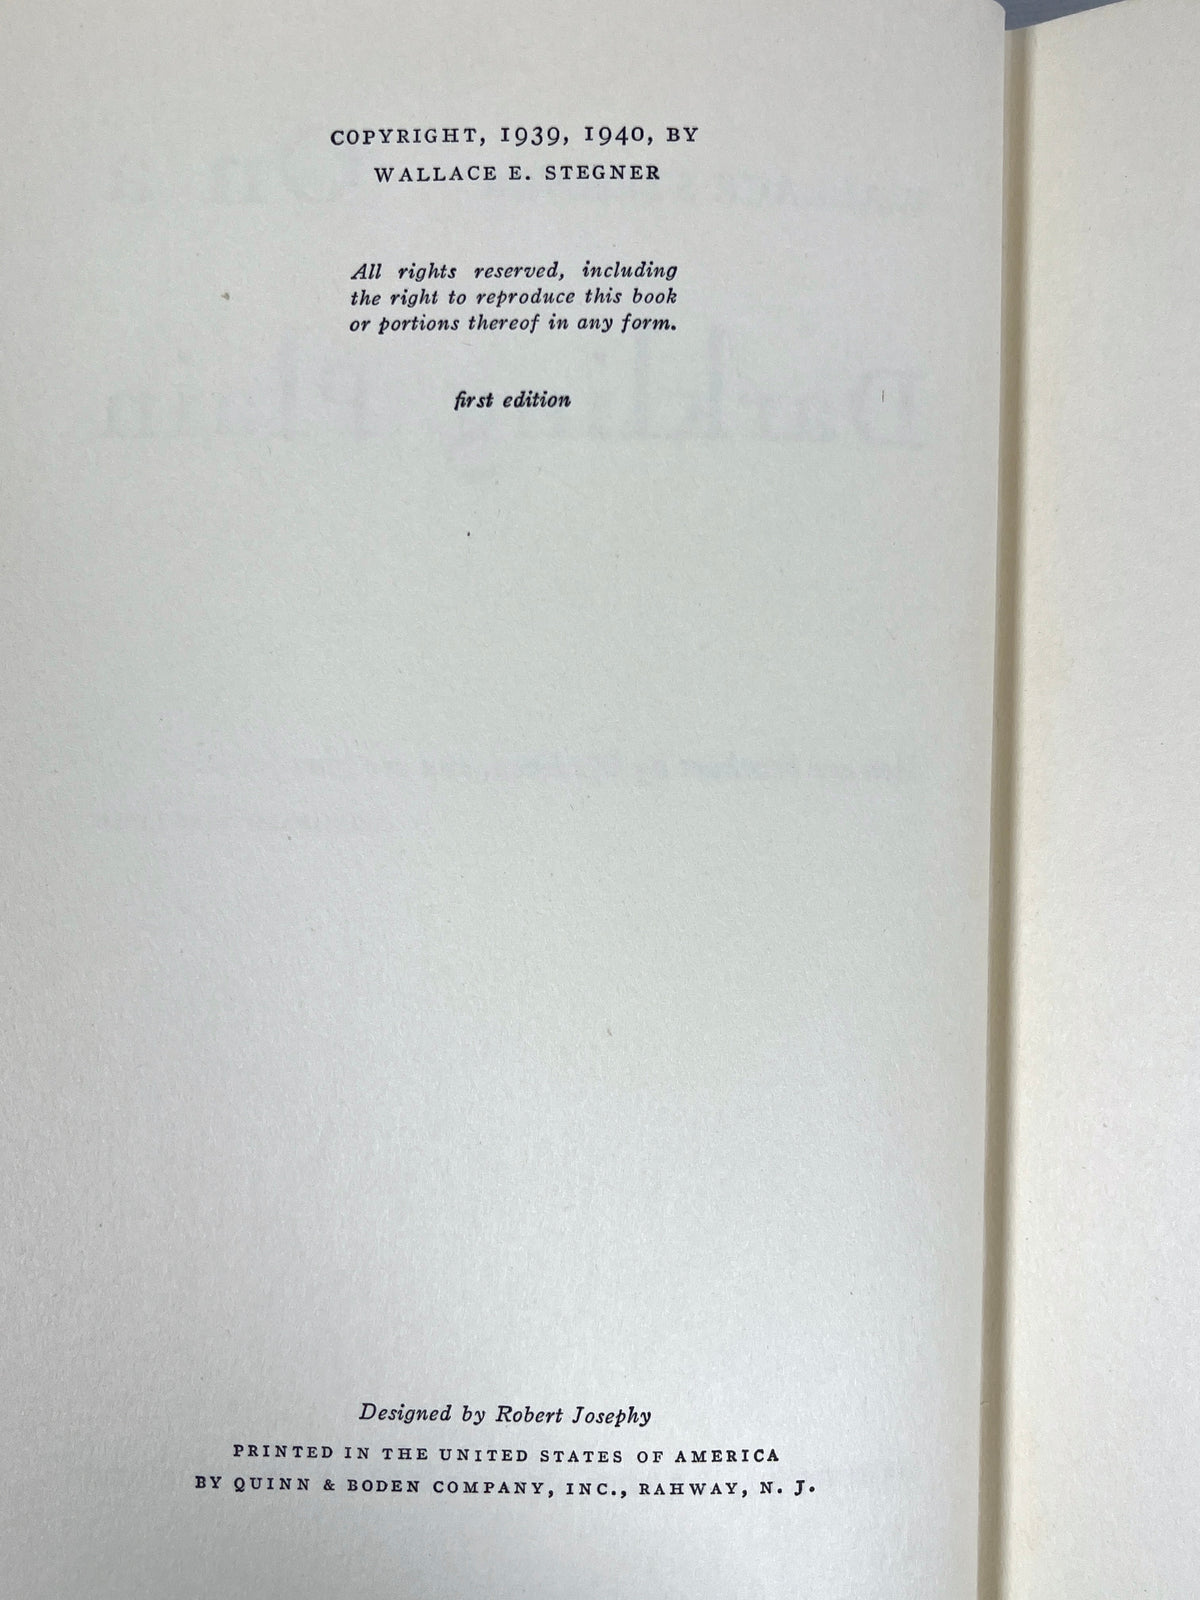 COPYRIGHT, 1939, 1940, BY
WALLACE E. STEGNER
All rights reserved, including
the right to reproduce this book
or portions thereof in any form.
first edition
Designed by Robert Josephy
PRINTED IN THE UNITED STATES OF AMERICA
BY QUINN & BODEN COMPANY, INC., RAHWAY, N. J.